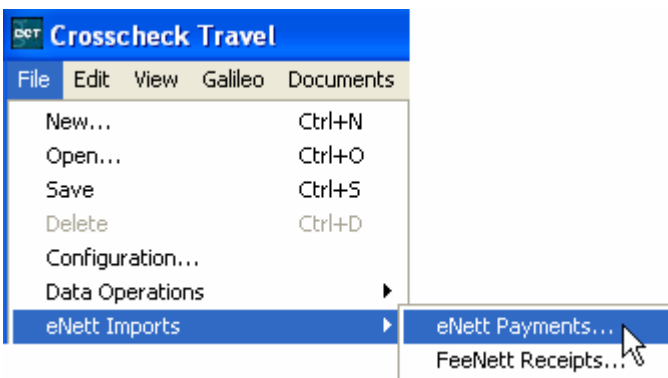 CCT Crosscheck Travel
File Edit View Galileo Documents
New... Ctrl+N
Open... Ctrl+O
Save Ctrl+S
Delete Ctrl+D
Configuration...
Data Operations
eNett Imports eNett Payments...
FeeNett Receipts...